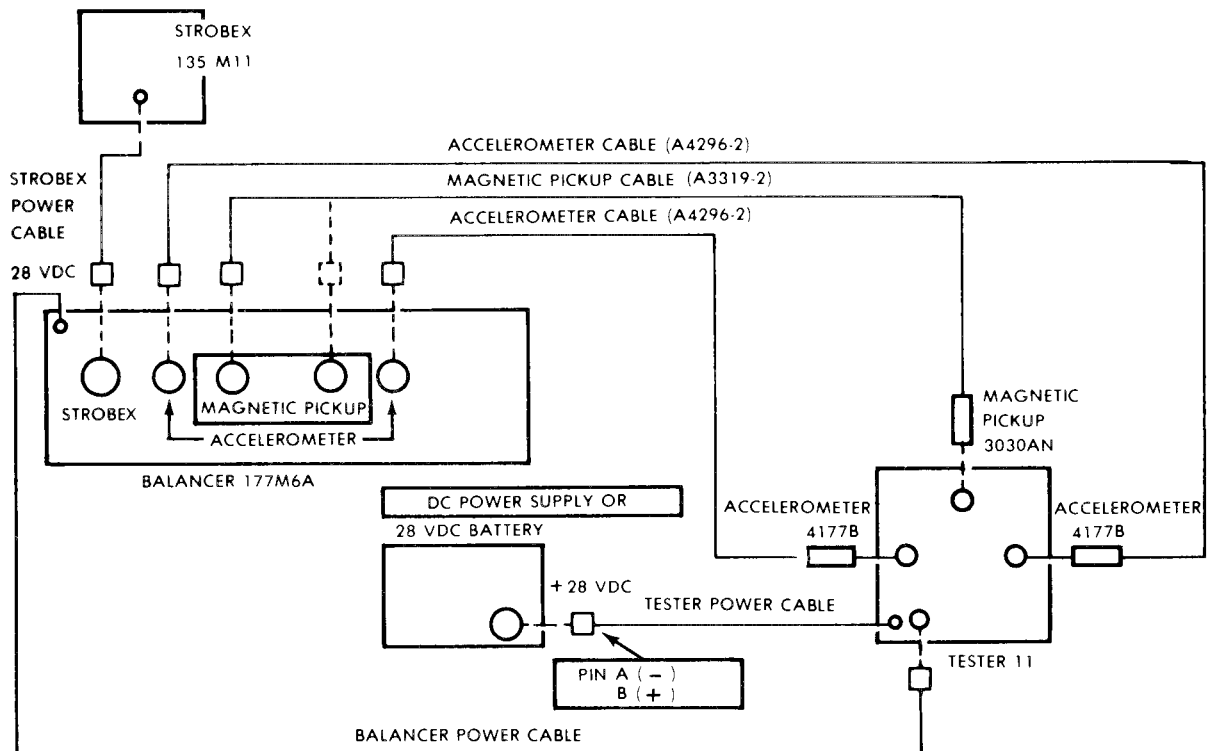 STROBEX
135 M11
ACCELEROMETER CABLE (A4296-2)
STROBEX
POWER
CABLE
MAGNETIC PICKUP CABLE (A3319-2)
ACCELEROMETER CABLE (A4296-2)
28 VDC
STROBEX
MAGNETIC PICKUP
ACCELEROMETER
BALANCER 177M6A
MAGNETIC
PICKUP
3030AN
DC POWER SUPPLY OR
28 VDC BATTERY
ACCELEROMETER
4177B
ACCELEROMETER
4177B
+ 28 VDC
TESTER POWER CABLE
PIN A (-)
B (+)
TESTER 11
BALANCER POWER CABLE